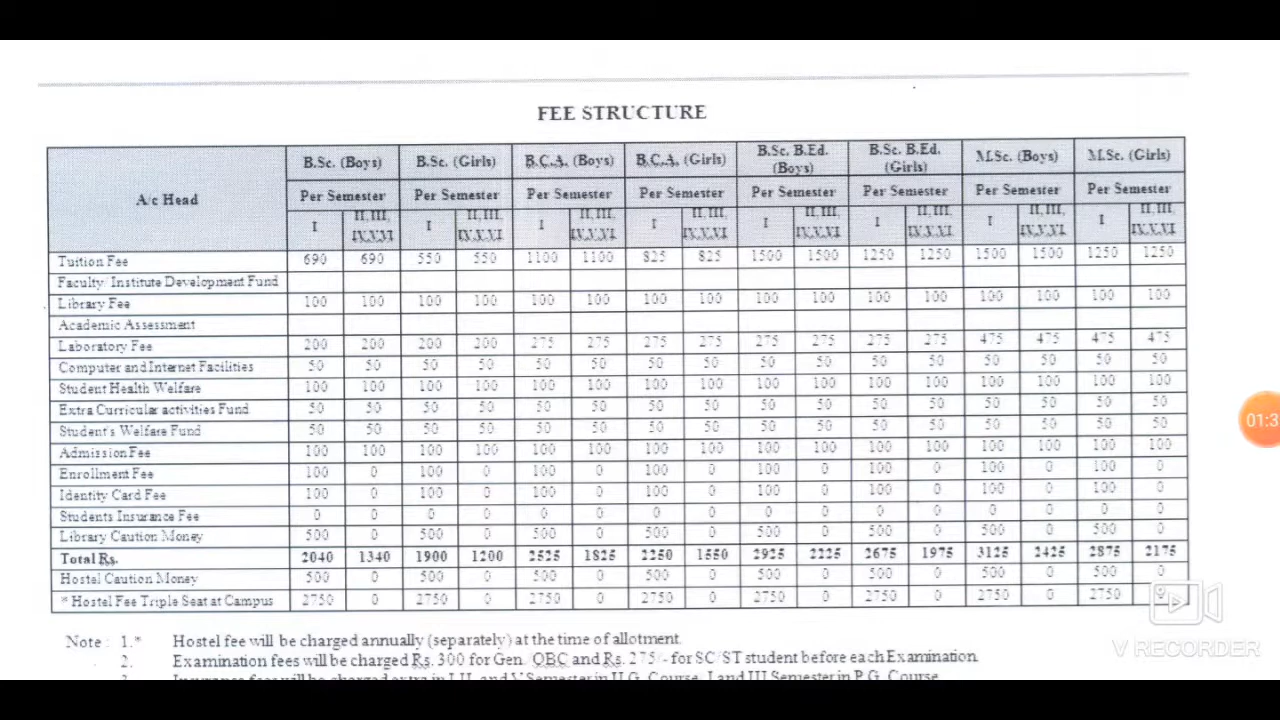 FEE STRUCTURE
A/c Head B.Sc. (Boys) B.Sc. (Girls) B.C.A. (Boys) B.C.A. (Girls) B.Sc. B.Ed. (Boys) B.Sc. B.Ed. (Girls) M.Sc. (Boys) M.Sc. (Girls)
Per Semester Per Semester Per Semester Per Semester Per Semester Per Semester Per Semester Per Semester
I II, III, IV,V,VI I II, III, IV,V,VI I II, III, IV,V,VI I II, III, IV,V,VI I II, III, IV,V,VI I II, III, IV,V,VI I II, III, IV,V,VI I II, III, IV,V,VI
Tuition Fee 690 690 550 550 1100 1100 825 825 1500 1500 1250 1250 1500 1500 1250 1250
Faculty/ Institute Development Fund
Library Fee 100 100 100 100 100 100 100 100 100 100 100 100 100 100 100 100
Academic Assessment
Laboratory Fee 200 200 200 200 275 275 275 275 275 275 275 275 475 475 475 475
Computer and Internet Facilities 50 50 50 50 50 50 50 50 50 50 50 50 50 50 50 50
Student Health Welfare 100 100 100 100 100 100 100 100 100 100 100 100 100 100 100 100
Extra Curricular activities Fund 50 50 50 50 50 50 50 50 50 50 50 50 50 50 50 50
Student's Welfare Fund 50 50 50 50 50 50 50 50 50 50 50 50 50 50 50 50
Admission Fee 100 100 100 100 100 100 100 100 100 100 100 100 100 100 100 100
Enrollment Fee 100 0 100 0 100 0 100 0 100 0 100 0 100 0 100 0
Identity Card Fee 100 0 100 0 100 0 100 0 100 0 100 0 100 0 100 0
Students Insurance Fee 0 0 0 0 0 0 0 0 0 0 0 0 0 0 0 0
Library Caution Money 500 0 500 0 500 0 500 0 500 0 500 0 500 0 500 0
Total Rs. 2040 1340 1900 1200 2525 1825 2250 1550 2925 2225 2675 1975 3125 2425 2875 2175
Hostel Caution Money 500 0 500 0 500 0 500 0 500 0 500 0 500 0 500 0
* Hostel Fee Triple Seat at Campus 2750 0 2750 0 2750 0 2750 0 2750 0 2750 0 2750 0 2750 0
Note : 1.* Hostel fee will be charged annually (separately) at the time of allotment.
2. Examination fees will be charged Rs. 300 for Gen/ OBC and Rs. 275/- for SC/ST student before each Examination
3. Insurance fees will be charged extra in I,III and V Semester in U.G. Course, I and III Semester in P.G. Course.
01:3
V RECORDER